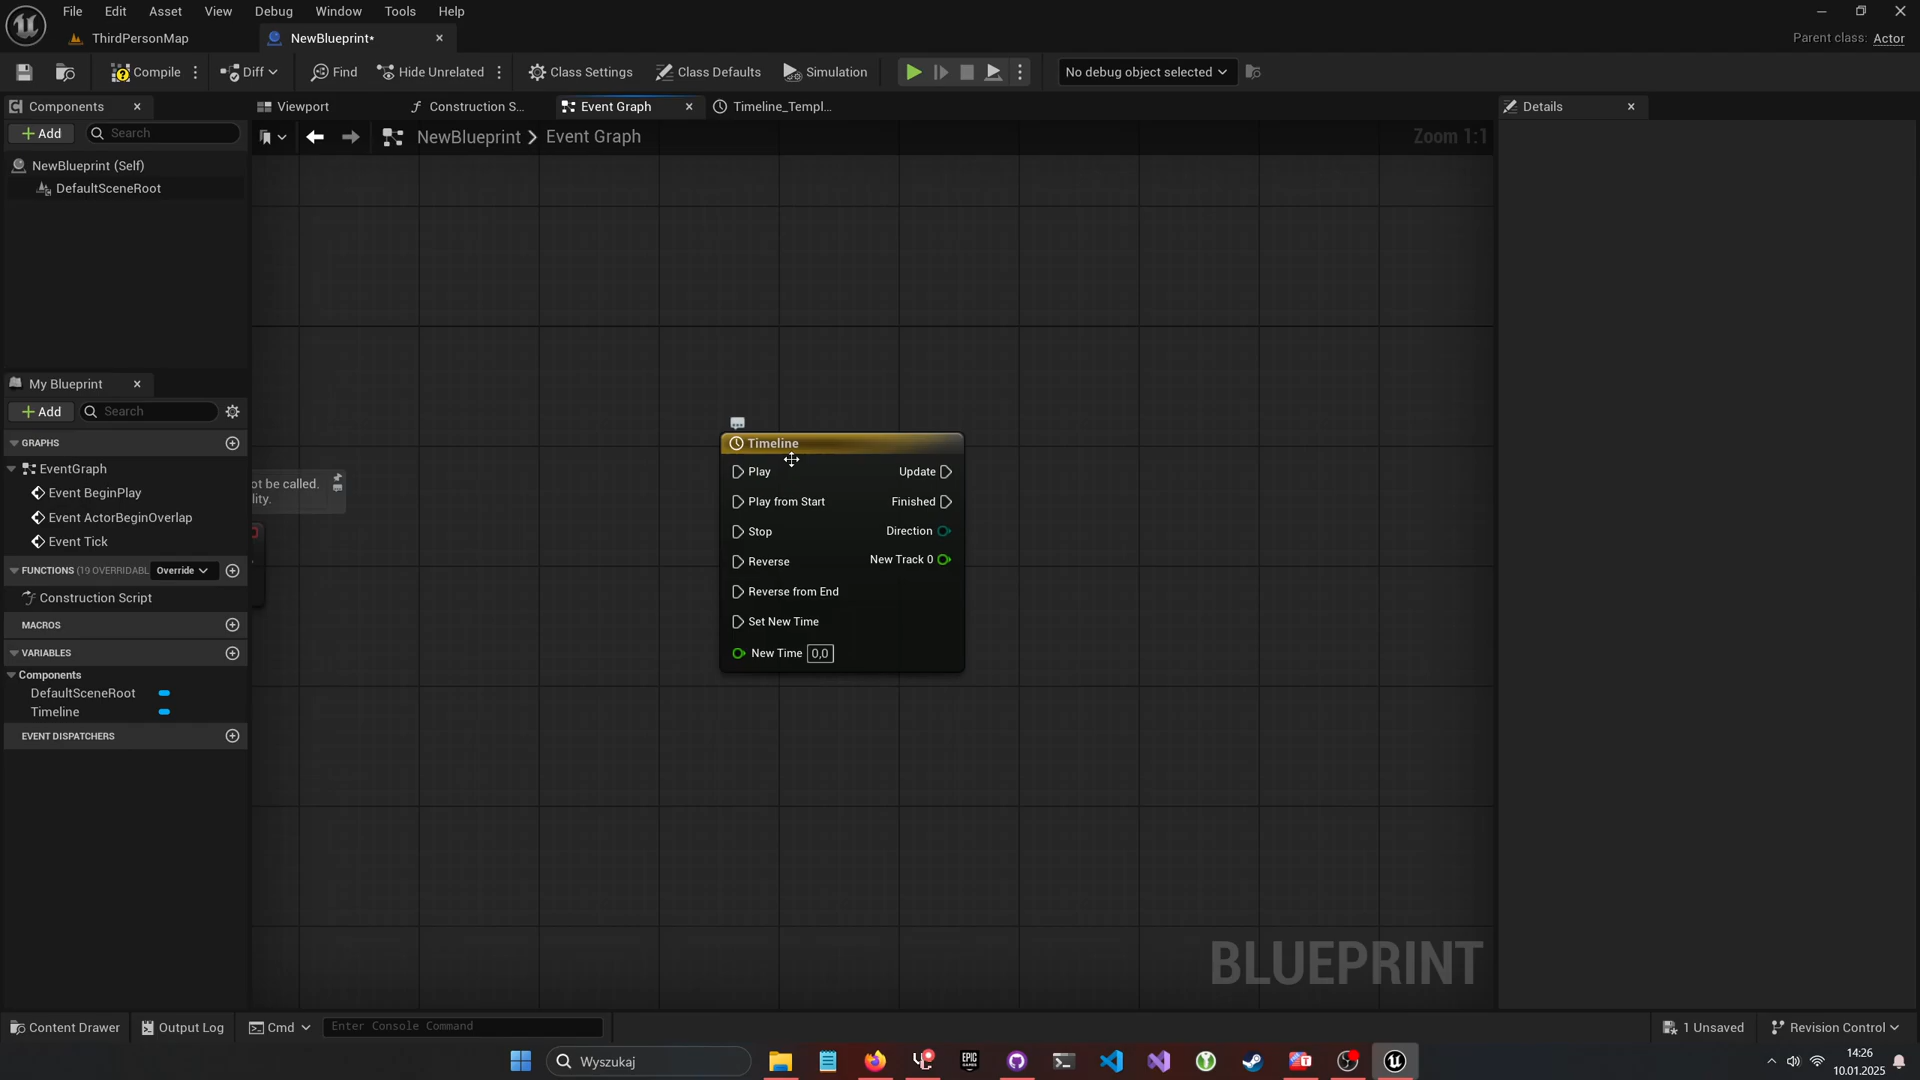 File Edit Asset View Debug Window Tools Help
ThirdPersonMap
NewBlueprint*
Parent class: Actor
Compile
Diff
Find
Hide Unrelated
Class Settings
Class Defaults
Simulation
No debug object selected
Components
Viewport
Construction S...
Event Graph
Timeline_Templ...
Details
Add
Search
NewBlueprint > Event Graph
Zoom 1:1
NewBlueprint (Self)
DefaultSceneRoot
My Blueprint
Add
Search
GRAPHS
EventGraph
Event BeginPlay
Event ActorBeginOverlap
Event Tick
FUNCTIONS (19 OVERRIDABL
Override
Construction Script
MACROS
VARIABLES
Components
DefaultSceneRoot
Timeline
EVENT DISPATCHERS
ot be called.
lity.
Timeline
Play
Update
Play from Start
Finished
Stop
Direction
Reverse
New Track 0
Reverse from End
Set New Time
New Time 0,0
BLUEPRINT
Content Drawer
Output Log
Cmd
Enter Console Command
1 Unsaved
Revision Control
Wyszukaj
14:26
10.01.2025